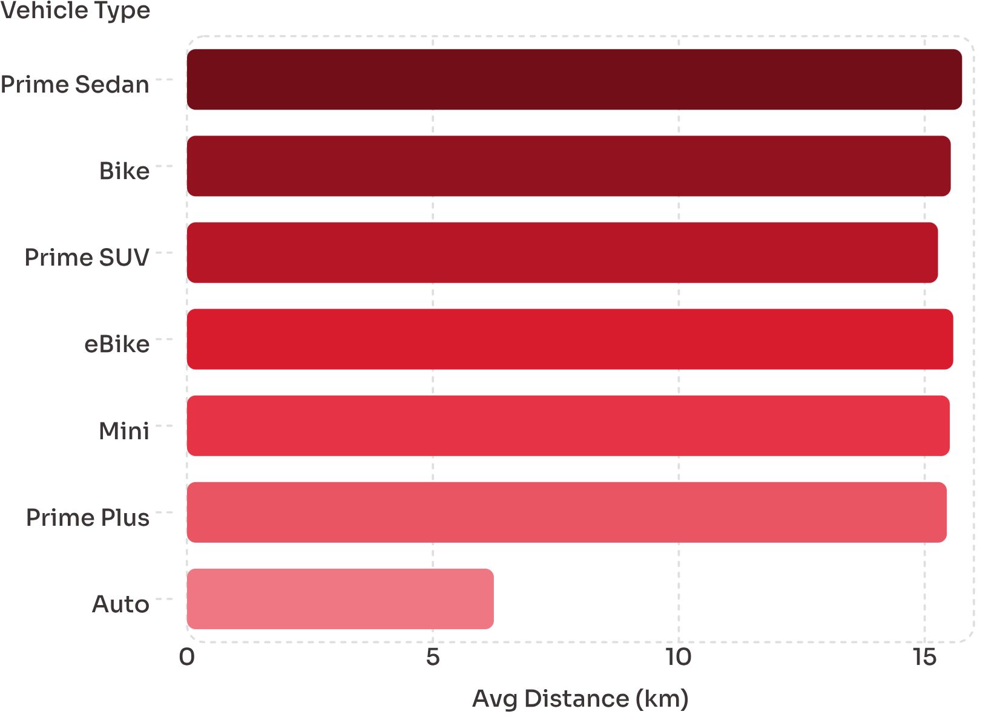 Vehicle Type
Prime Sedan
Bike
Prime SUV
eBike
Mini
Prime Plus
Auto
0 5 10 15
Avg Distance (km)